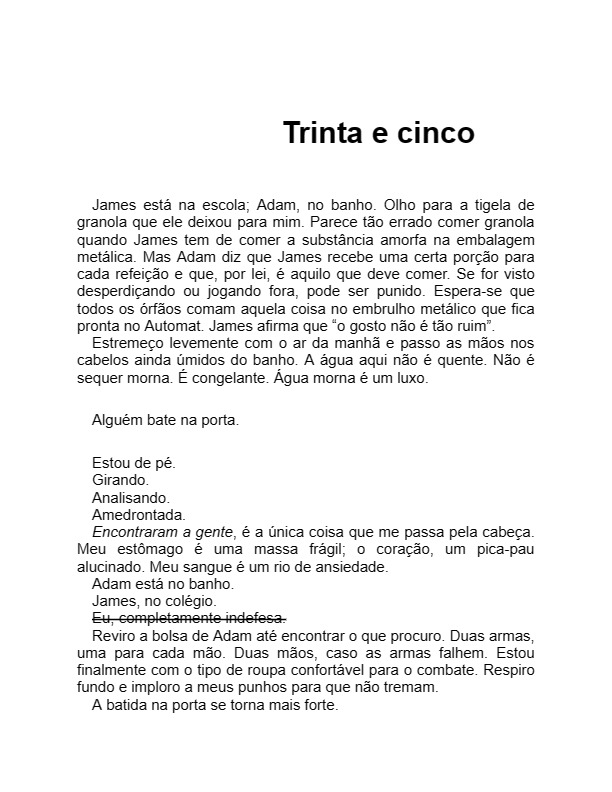 Trinta e cinco
James está na escola; Adam, no banho. Olho para a tigela de
granola que ele deixou para mim. Parece tão errado comer granola
quando James tem de comer a substância amorfa na embalagem
metálica. Mas Adam diz que James recebe uma certa porção para
cada refeição e que, por lei, é aquilo que deve comer. Se for visto
desperdiçando ou jogando fora, pode ser punido. Espera-se que
todos os órfãos comam aquela coisa no embrulho metálico que fica
pronta no Automat. James afirma que “o gosto não é tão ruim”.
Estremeço levemente com o ar da manhã e passo as mãos nos
cabelos ainda úmidos do banho. A água aqui não é quente. Não é
sequer morna. É congelante. Água morna é um luxo.
Alguém bate na porta.
Estou de pé.
Girando.
Analisando.
Amedrontada.
Encontraram a gente, é a única coisa que me passa pela cabeça.
Meu estômago é uma massa frágil; o coração, um pica-pau
alucinado. Meu sangue é um rio de ansiedade.
Adam está no banho.
James, no colégio.
Eu, completamente indefesa.
Reviro a bolsa de Adam até encontrar o que procuro. Duas armas,
uma para cada mão. Duas mãos, caso as armas falhem. Estou
finalmente com o tipo de roupa confortável para o combate. Respiro
fundo e imploro a meus punhos para que não tremam.
A batida na porta se torna mais forte.